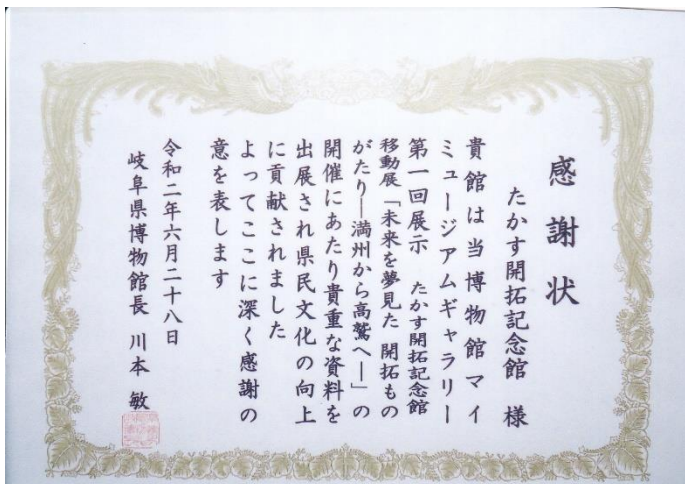 感謝状
たかす開拓記念館 様
貴館は当博物館マイ
ミュージアムギャラリー
第一回展示 たかす開拓記念館
移動展「未来を夢見た 開拓もの
がたり―満州から高鷲へ―」の
開催にあたり貴重な資料を
出展され県民文化の向上
に貢献されました
よってここに深く感謝の
意を表します
令和二年六月二十八日
岐阜県博物館長 川本 敏